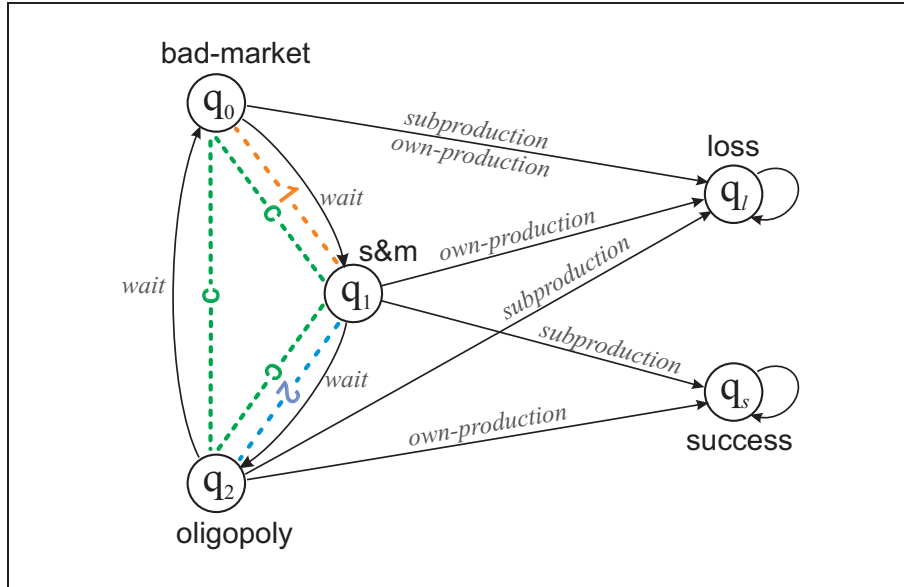 bad-market
q0
subproduction
own-production
loss
ql
1
wait
c
s&m
q1
own-production
wait
c
subproduction
subproduction
c
2
wait
qs
success
own-production
q2
oligopoly